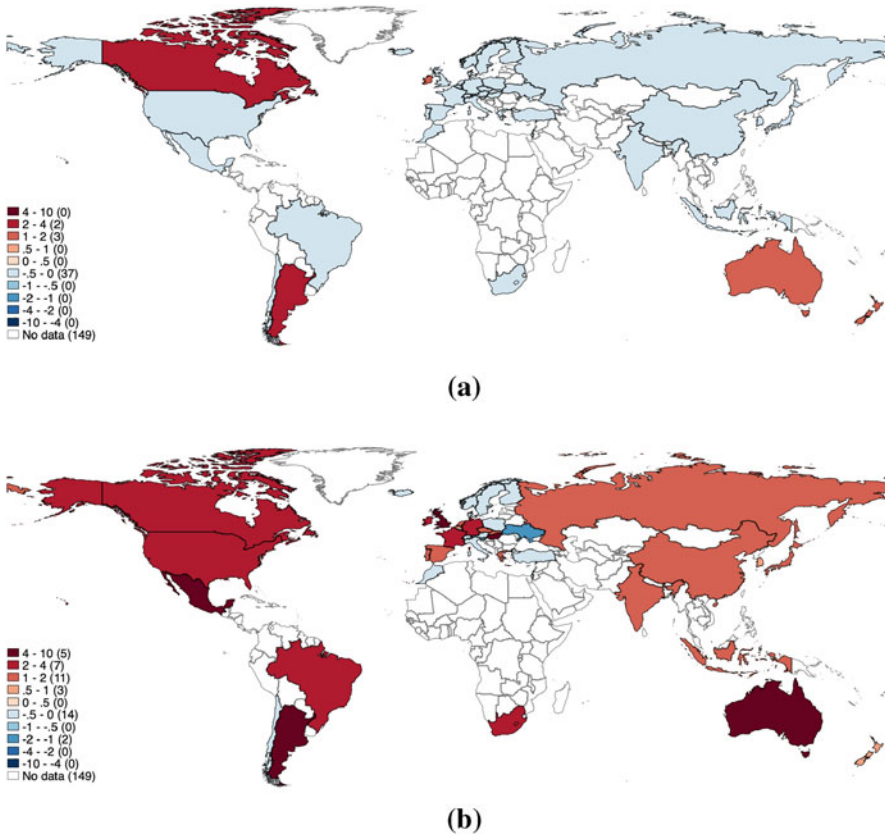 4 - 10 (0)
2 - 4 (2)
1 - 2 (3)
.5 - 1 (0)
0 - .5 (0)
-.5 - 0 (37)
-1 - -.5 (0)
-2 - -1 (0)
-4 - -2 (0)
-10 - -4 (0)
No data (149)
(a)
4 - 10 (5)
2 - 4 (7)
1 - 2 (11)
.5 - 1 (3)
0 - .5 (0)
-.5 - 0 (14)
-1 - -.5 (0)
-2 - -1 (2)
-4 - -2 (0)
-10 - -4 (0)
No data (149)
(b)